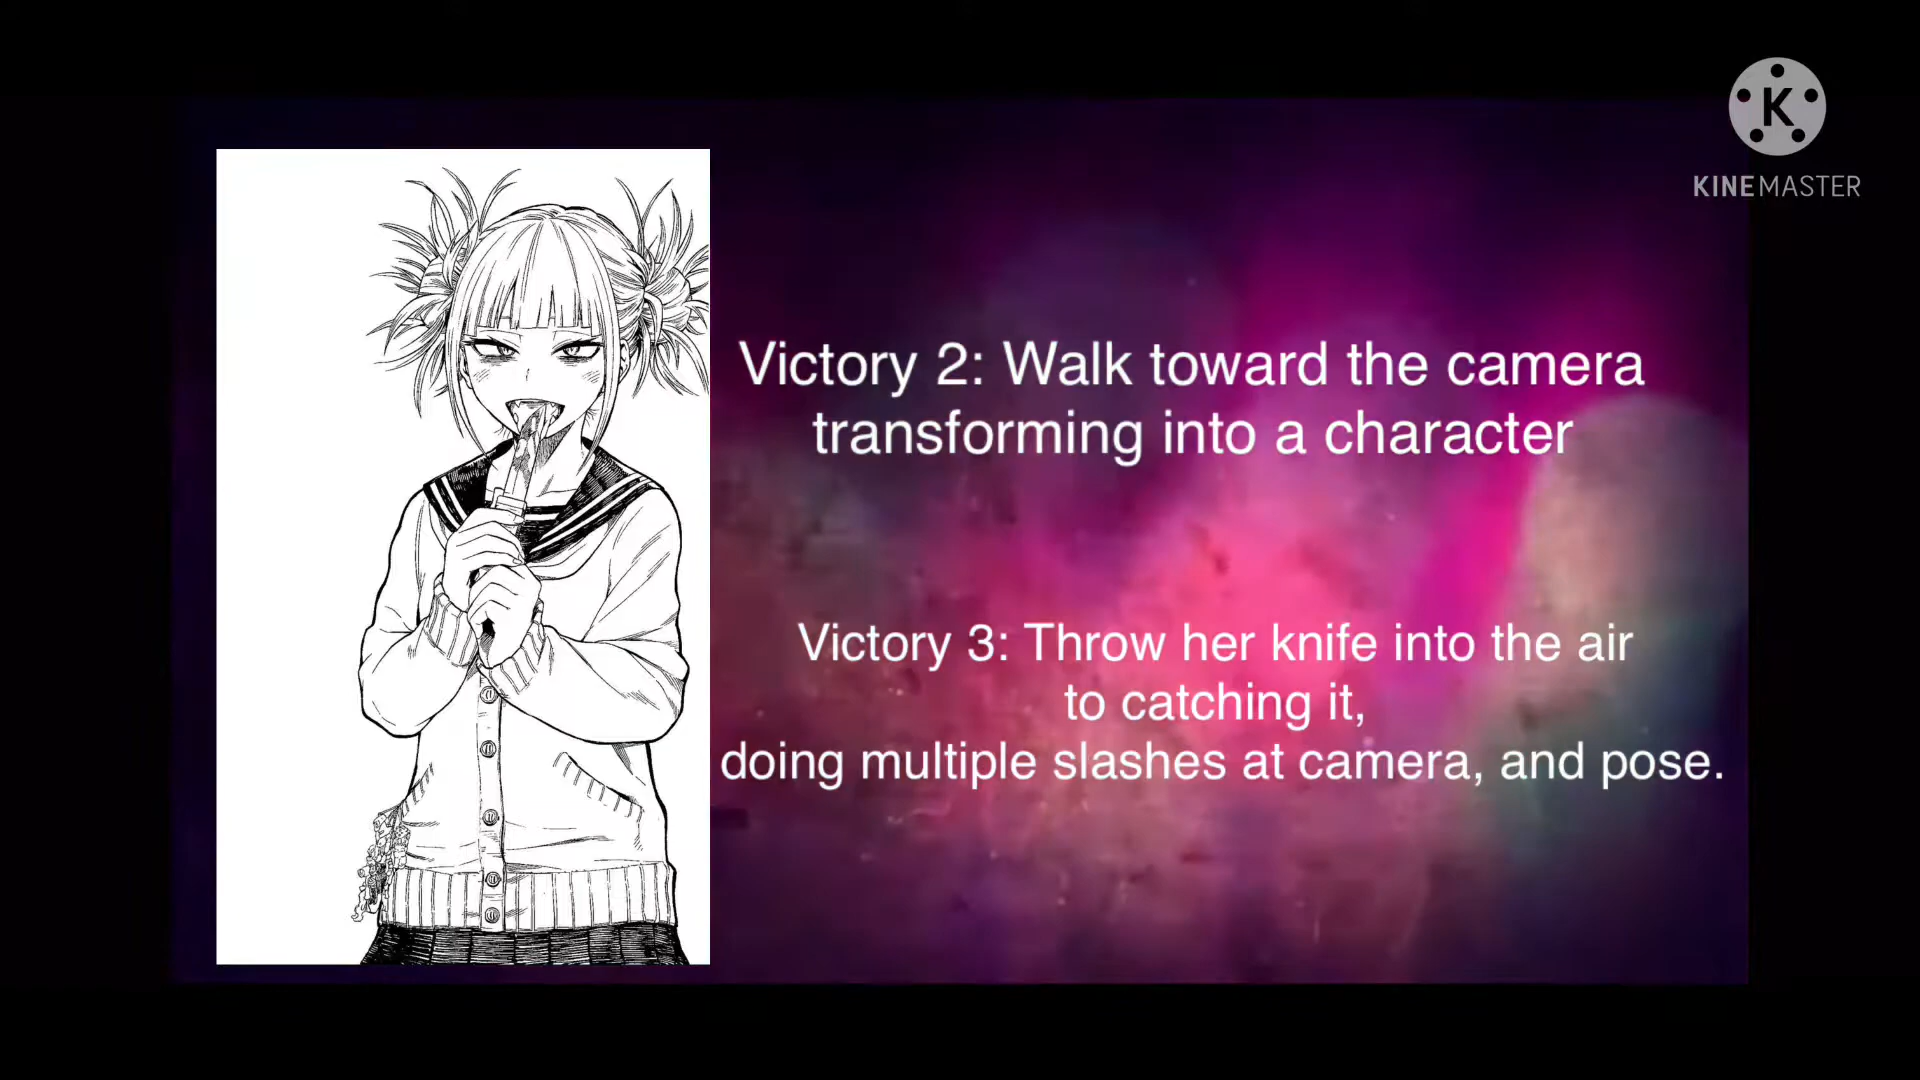 K
KINEMASTER
Victory 2: Walk toward the camera
transforming into a character
Victory 3: Throw her knife into the air
to catching it,
doing multiple slashes at camera, and pose.